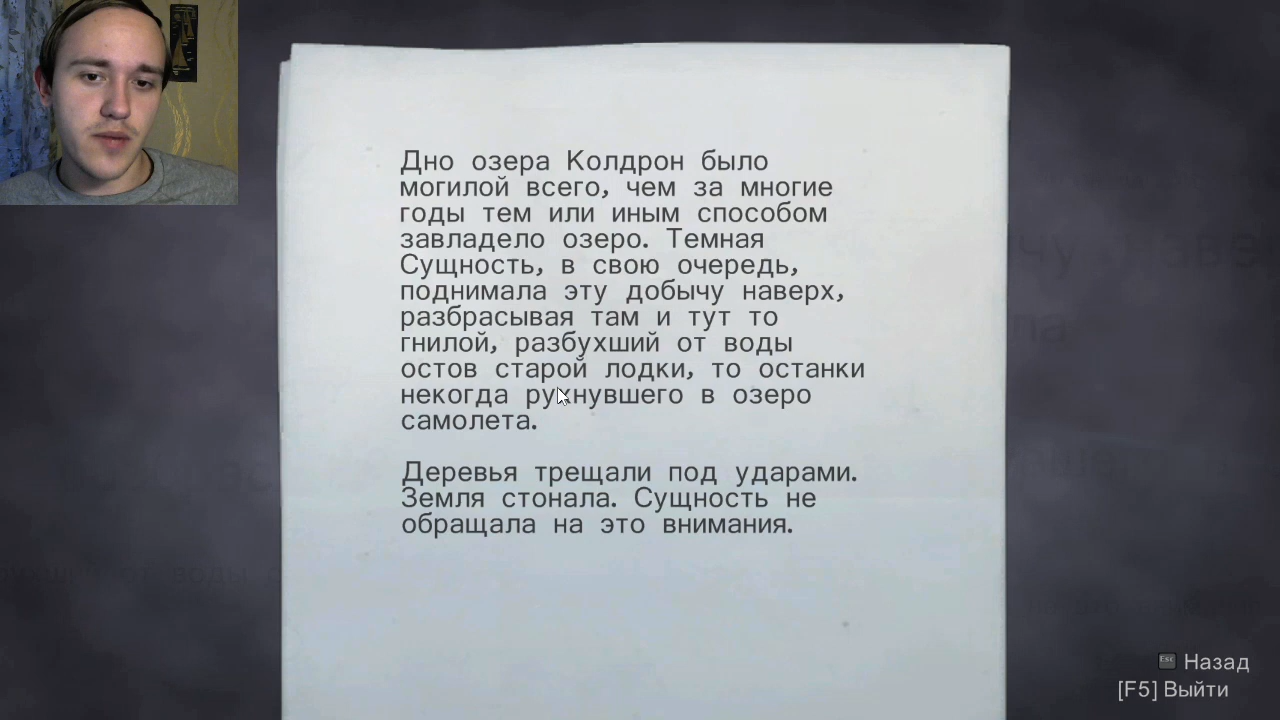 Дно озера Колдрон было
могилой всего, чем за многие
годы тем или иным способом
завладело озеро. Темная
Сущность, в свою очередь,
поднимала эту добычу наверх,
разбрасывая там и тут то
гнилой, разбухший от воды
остов старой лодки, то останки
некогда рухнувшего в озеро
самолета.
Деревья трещали под ударами.
Земля стонала. Сущность не
обращала на это внимания.
Esc Назад
[F5] Выйти